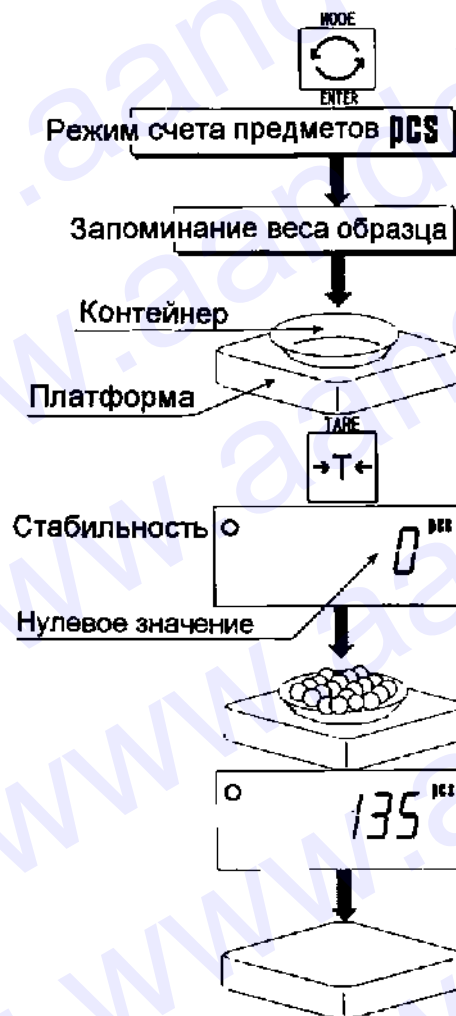 MODE
ENTER
Режим счета предметов pcs
Запоминание веса образца
Контейнер
Платформа
TARE
→T←
Стабильность
0 pcs
Нулевое значение
135 pcs